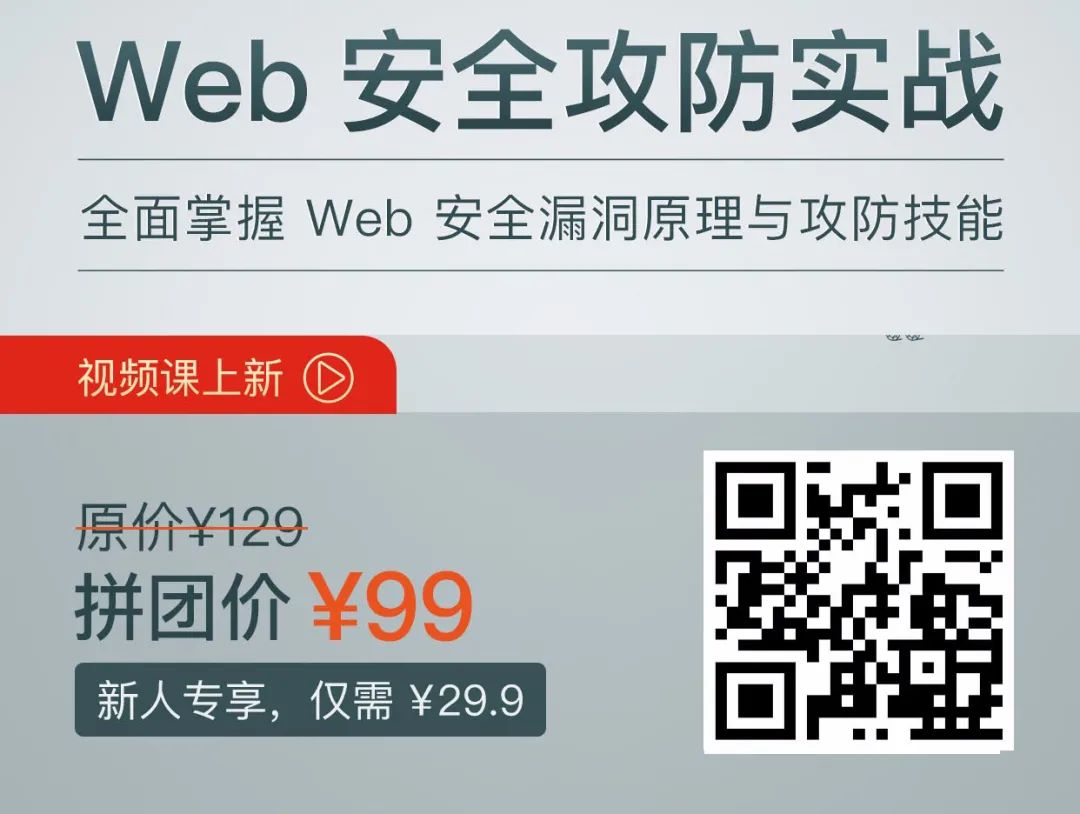 Web 安全攻防实战
全面掌握 Web 安全漏洞原理与攻防技能
视频课上新
原价¥129
拼团价 ¥99
新人专享，仅需 ¥29.9